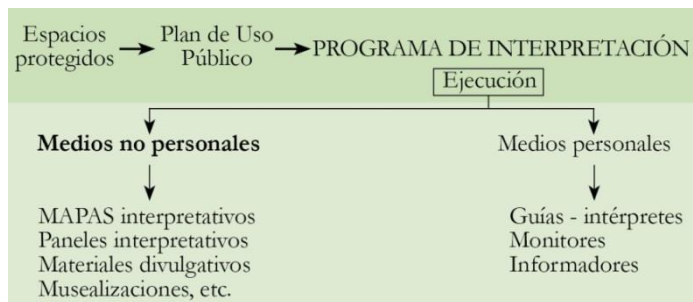 Espacios
protegidos
Plan de Uso
Público
PROGRAMA DE INTERPRETACIÓN
Ejecución
Medios no personales
Medios personales
MAPAS interpretativos
Paneles interpretativos
Materiales divulgativos
Musealizaciones, etc.
Guías - intérpretes
Monitores
Informadores